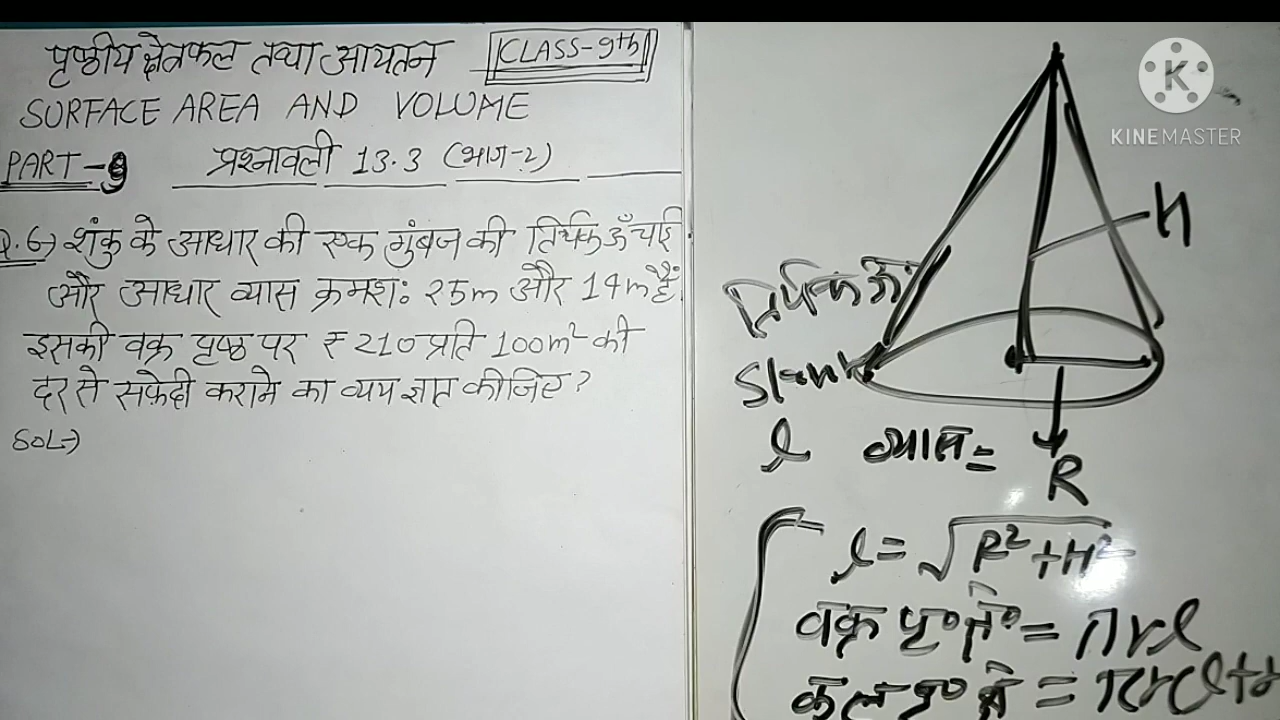 पृष्ठीय क्षेत्रफल तथा आयतन CLASS-9th
SURFACE AREA AND VOLUME
PART-9 प्रश्नावली 13.3 (भाग-2)
Q.6→ शंकु के आधार की एक गुंबज की तिर्यक ऊँचाई
और आधार व्यास क्रमशः 25m और 14m हैं।
इसकी वक्र पृष्ठ पर ₹ 210 प्रति 100m² की
दर से सफ़ेदी कराने का व्यय ज्ञात कीजिए?
SOL→
K
KINEMASTER
H
तिर्यक ऊँ
Slant
l व्यास =
R
l = √R² + H²
वक्र पृ० क्षे० = πrl
कुल पृ० क्षे = πr(l+r